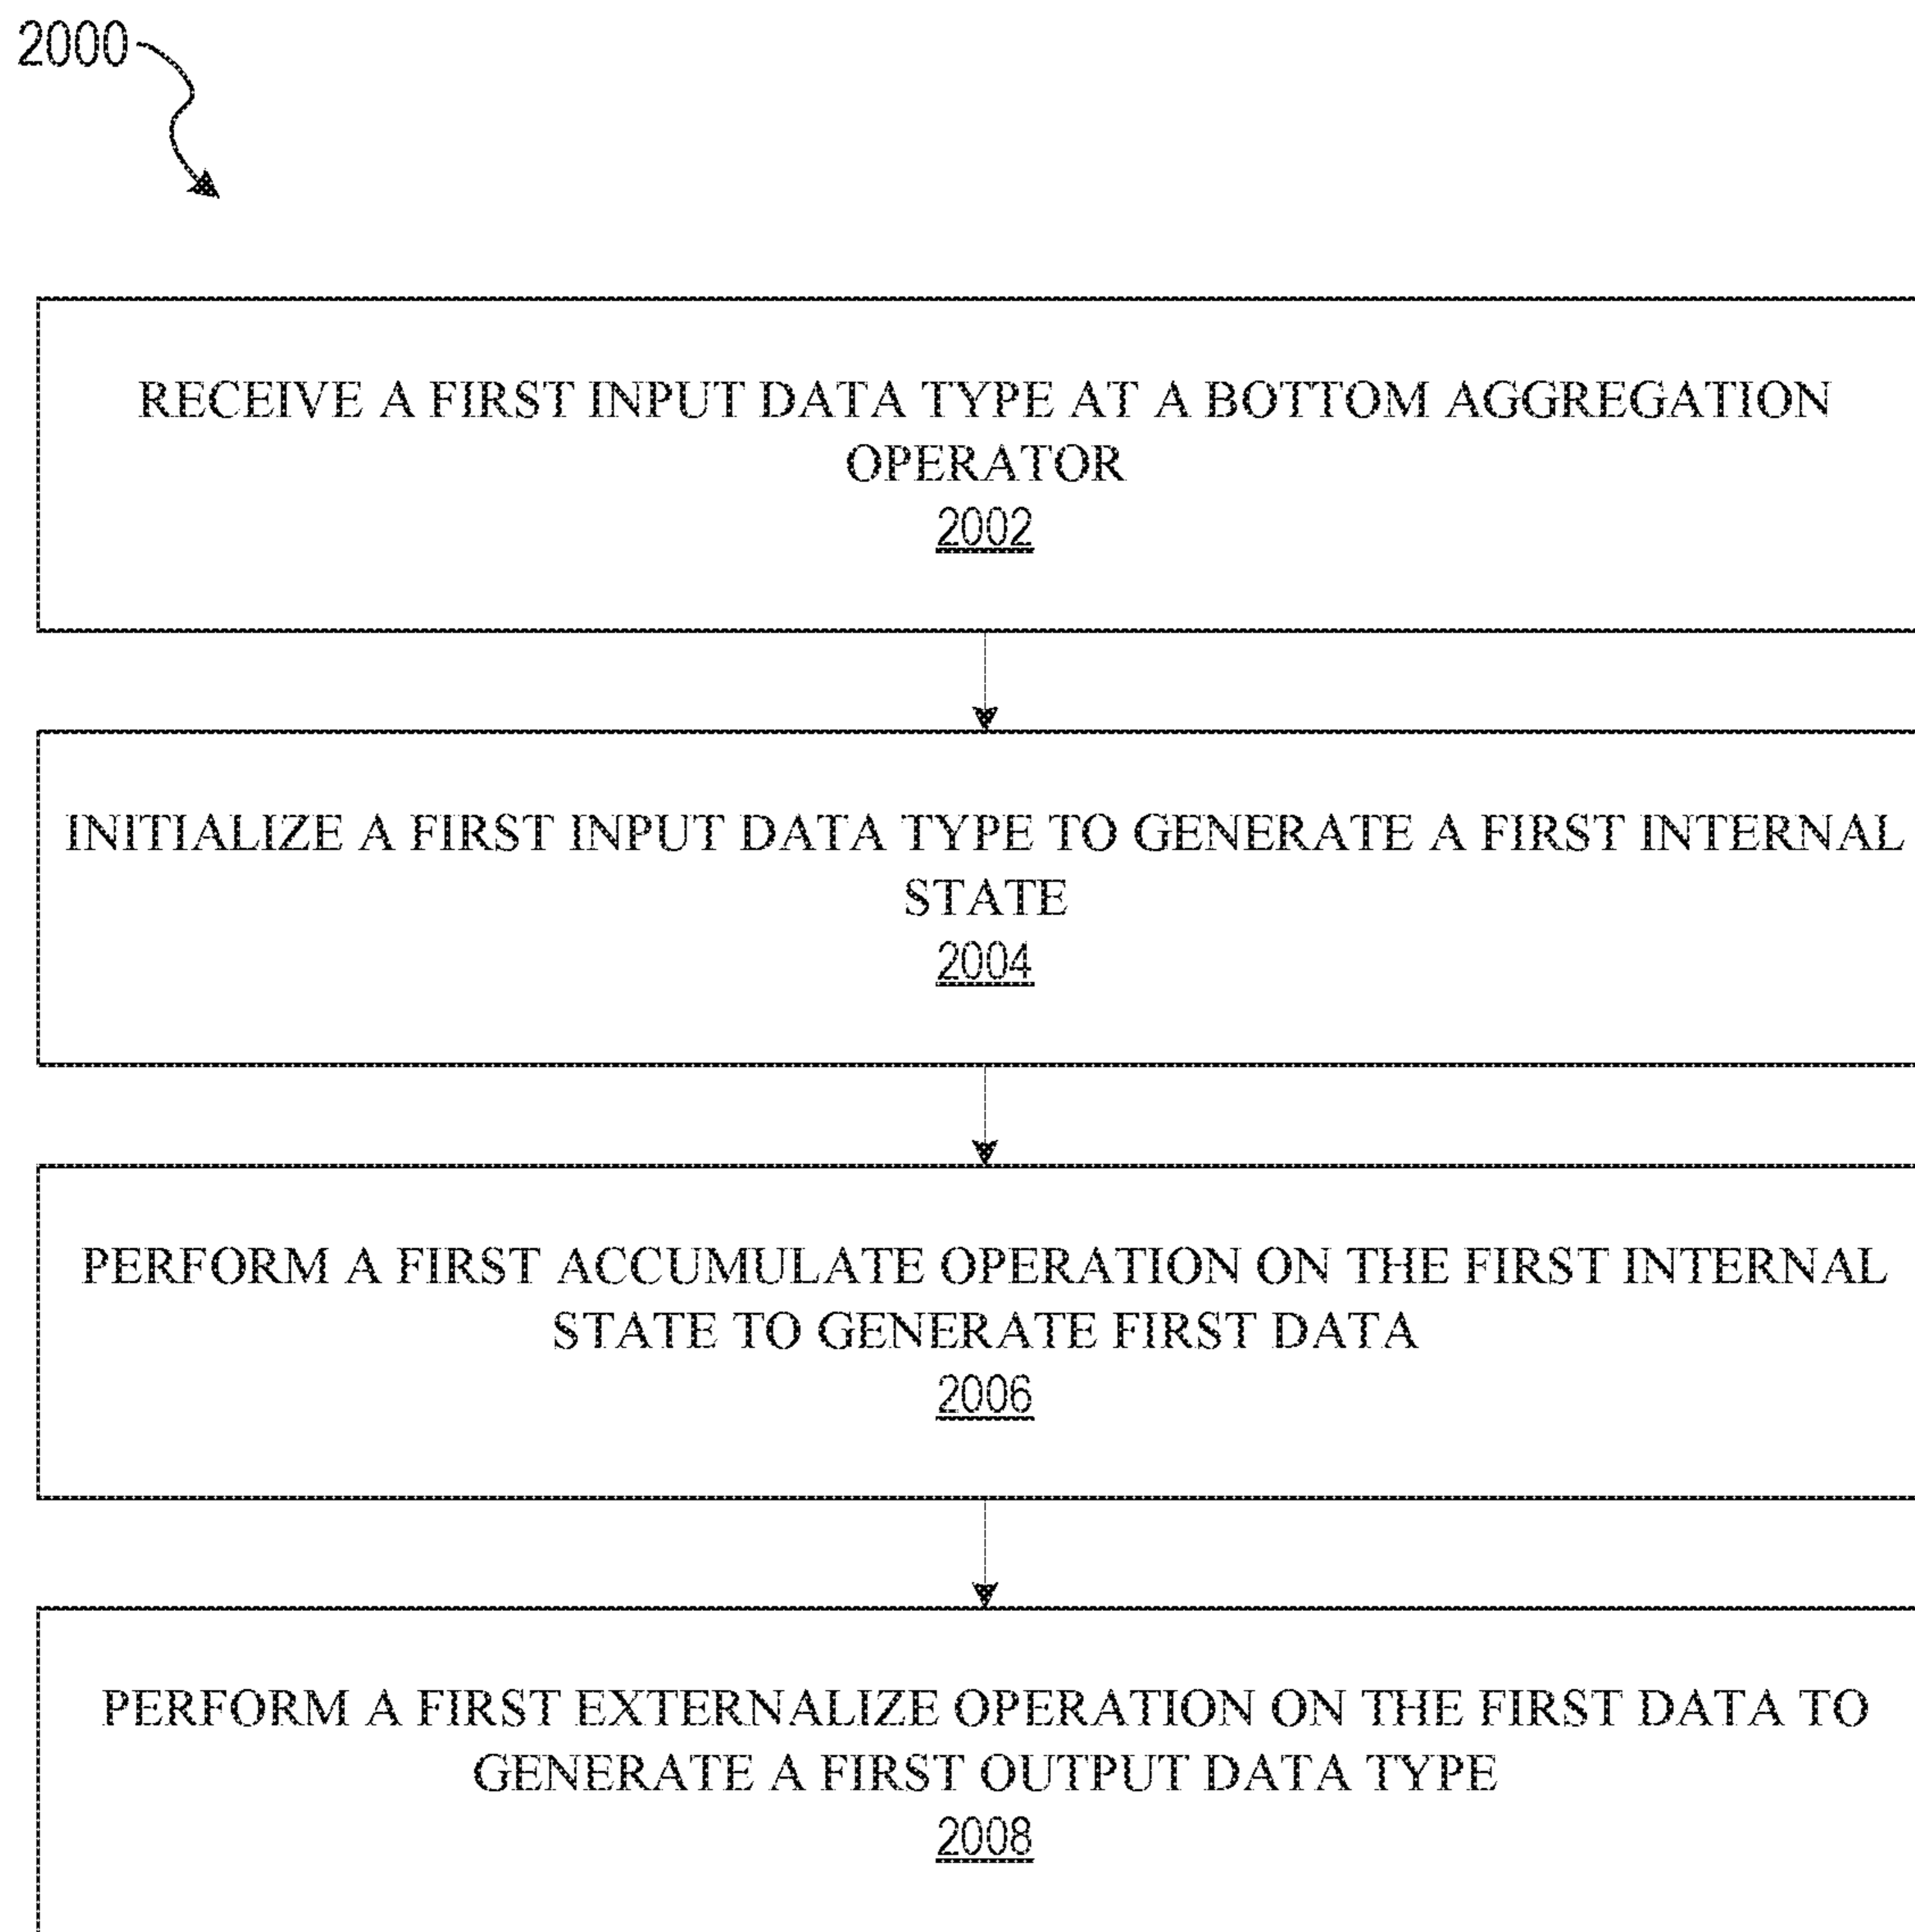 2000
RECEIVE A FIRST INPUT DATA TYPE AT A BOTTOM AGGREGATION
OPERATOR
2002
INITIALIZE A FIRST INPUT DATA TYPE TO GENERATE A FIRST INTERNAL
STATE
2004
PERFORM A FIRST ACCUMULATE OPERATION ON THE FIRST INTERNAL
STATE TO GENERATE FIRST DATA
2006
PERFORM A FIRST EXTERNALIZE OPERATION ON THE FIRST DATA TO
GENERATE A FIRST OUTPUT DATA TYPE
2008